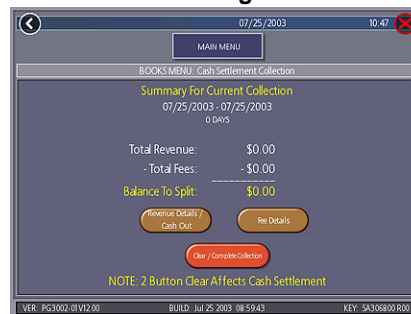 07/25/2003 10:47
MAIN MENU
BOOKS MENU: Cash Settlement Collection
Summary For Current Collection
07/25/2003 - 07/25/2003
0 DAYS
Total Revenue: $0.00
- Total Fees: - $0.00
Balance To Split: $0.00
Revenue Details / Cash Out
Fee Details
Clear / Complete Collection
NOTE: 2 Button Clear Affects Cash Settlement
VER: PG3002-01V12.00 BUILD: Jul 25 2003 08:59:43 KEY: SA306800 R00